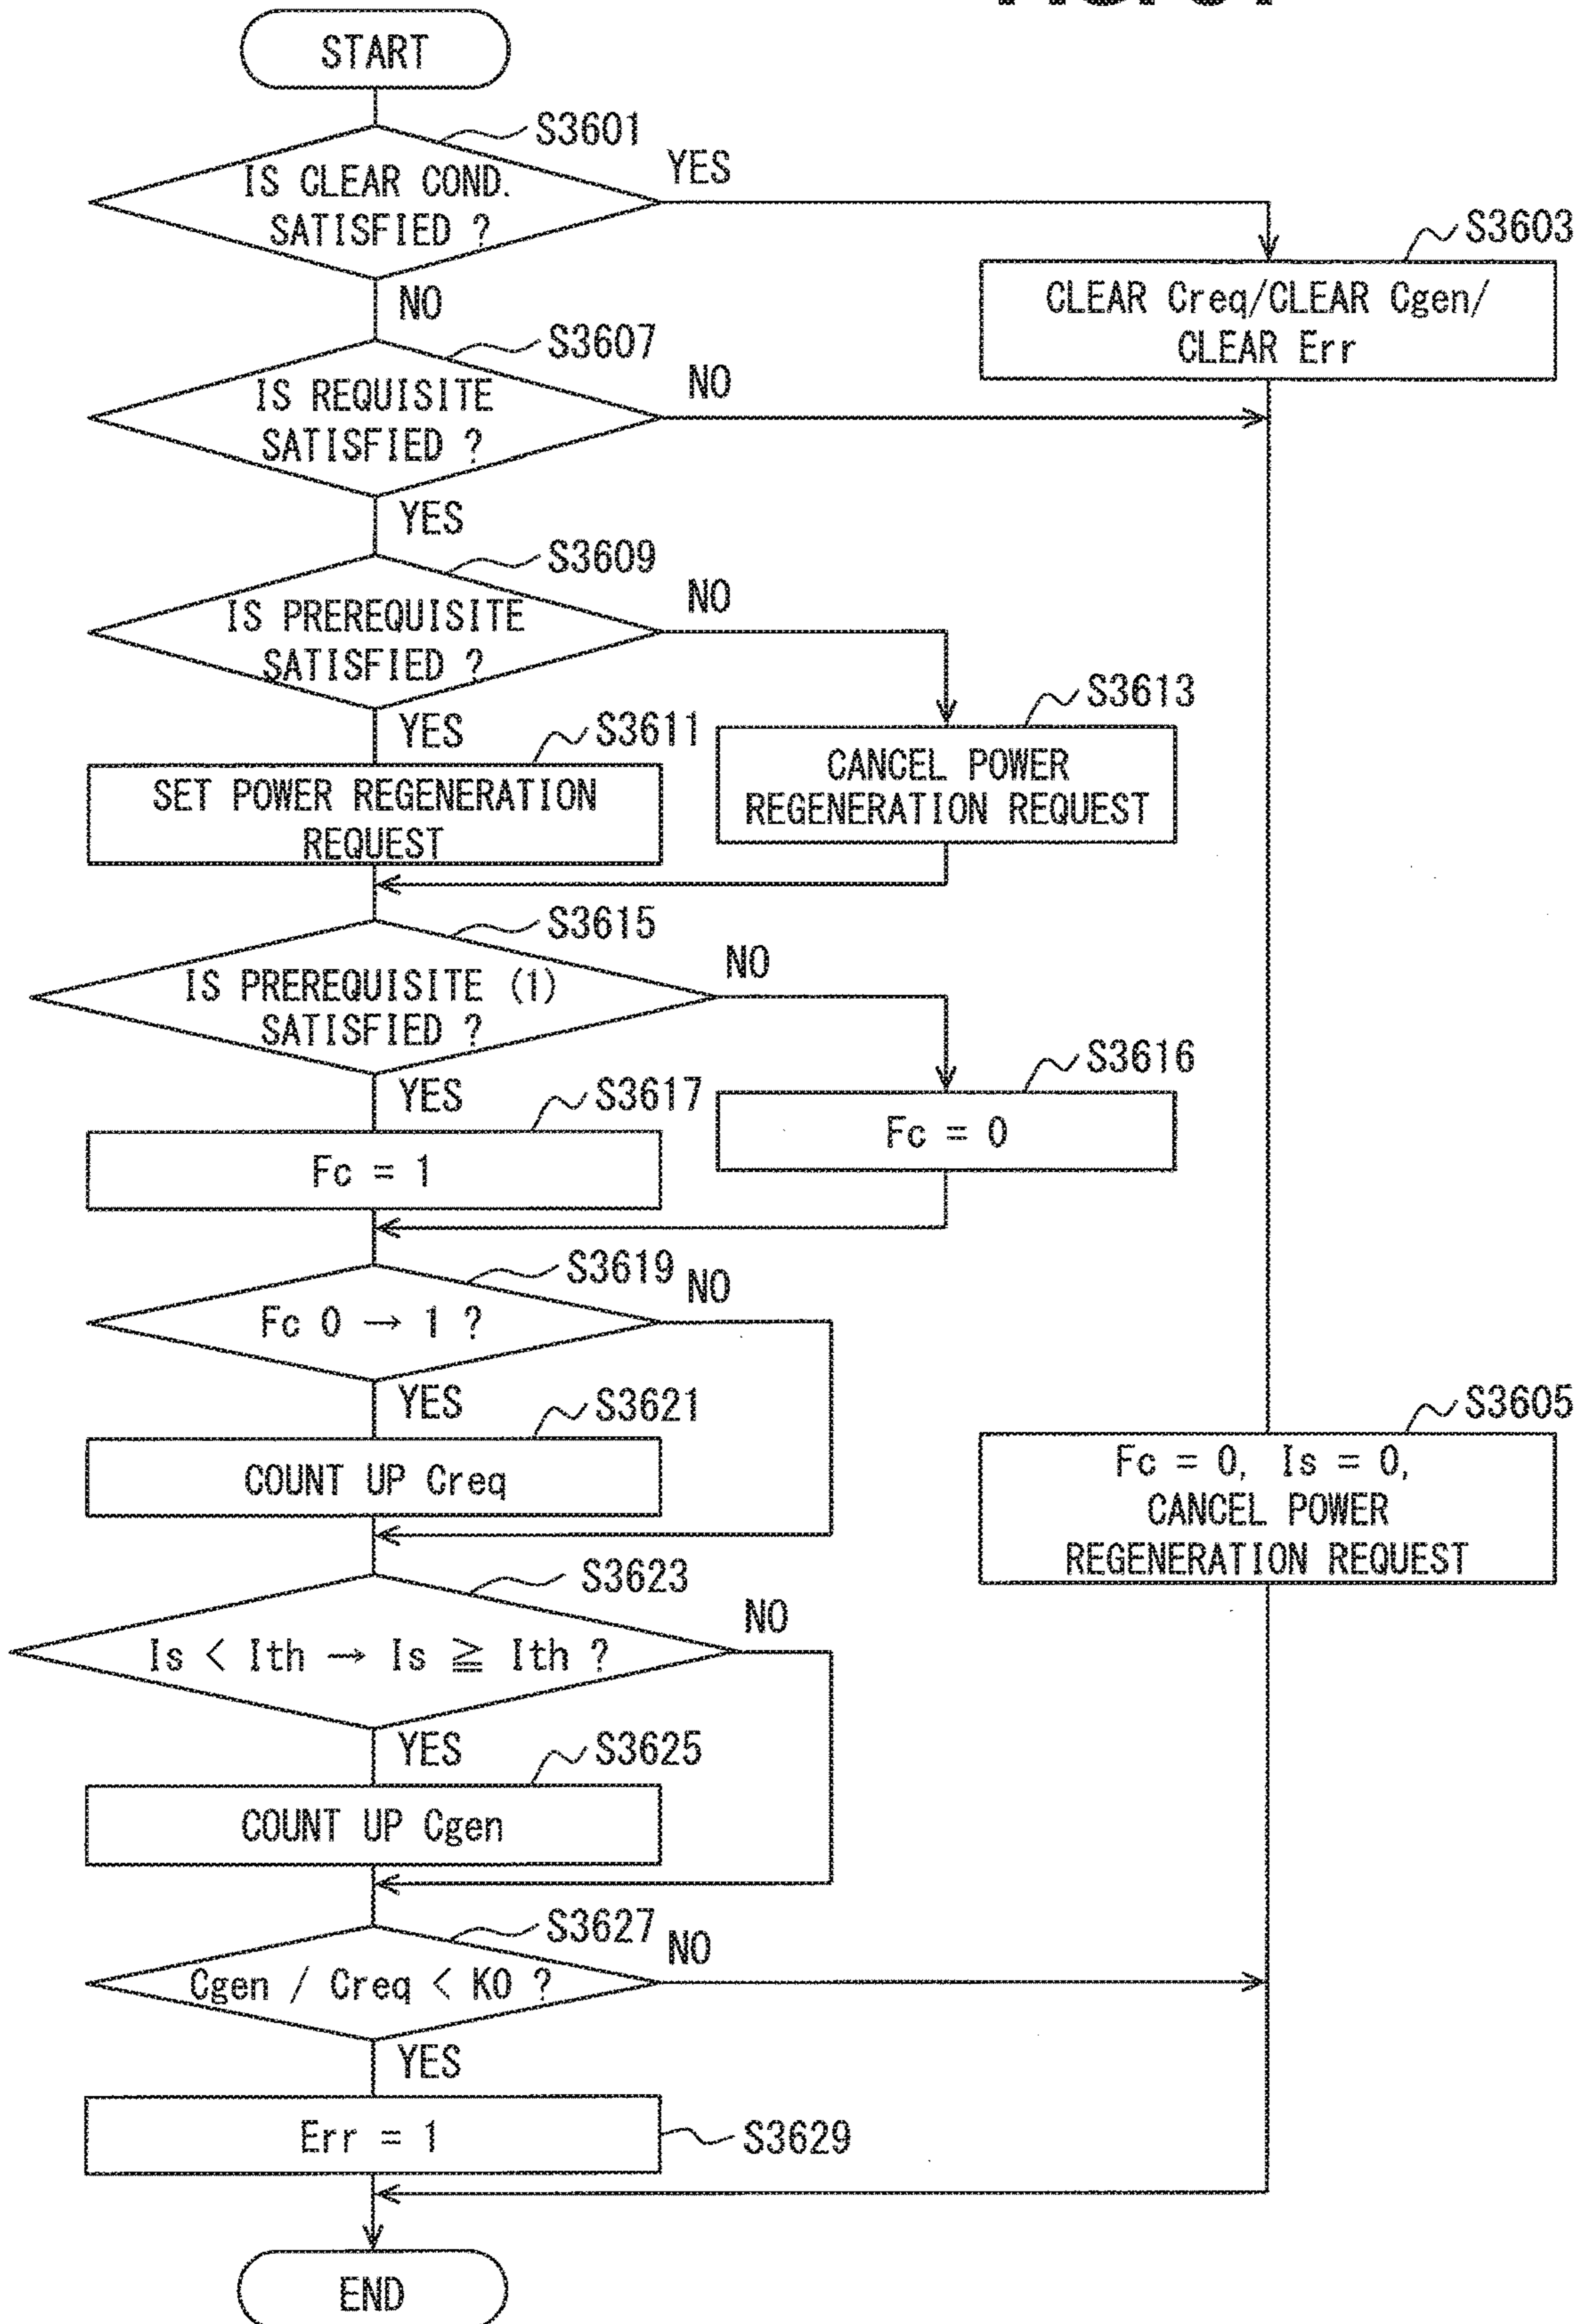 START
S3601
IS CLEAR COND.
SATISFIED ?
YES
NO
S3603
CLEAR Creq/CLEAR Cgen/
CLEAR Err
S3607
IS REQUISITE
SATISFIED ?
NO
YES
S3609
IS PREREQUISITE
SATISFIED ?
NO
YES
S3611
SET POWER REGENERATION
REQUEST
S3613
CANCEL POWER
REGENERATION REQUEST
S3615
IS PREREQUISITE (1)
SATISFIED ?
NO
YES
S3617
Fc = 1
S3616
Fc = 0
S3619
Fc 0 → 1 ?
NO
YES
S3621
COUNT UP Creq
S3605
Fc = 0, Is = 0,
CANCEL POWER
REGENERATION REQUEST
S3623
Is < Ith → Is ≧ Ith ?
NO
YES
S3625
COUNT UP Cgen
S3627
Cgen / Creq < K0 ?
NO
YES
Err = 1
S3629
END